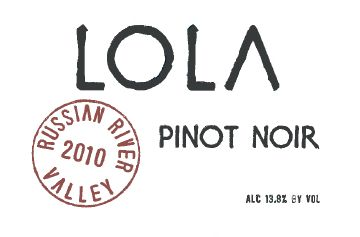 LOLA
PINOT NOIR
RUSSIAN RIVER
2010
VALLEY
ALC 13.8% BY VOL